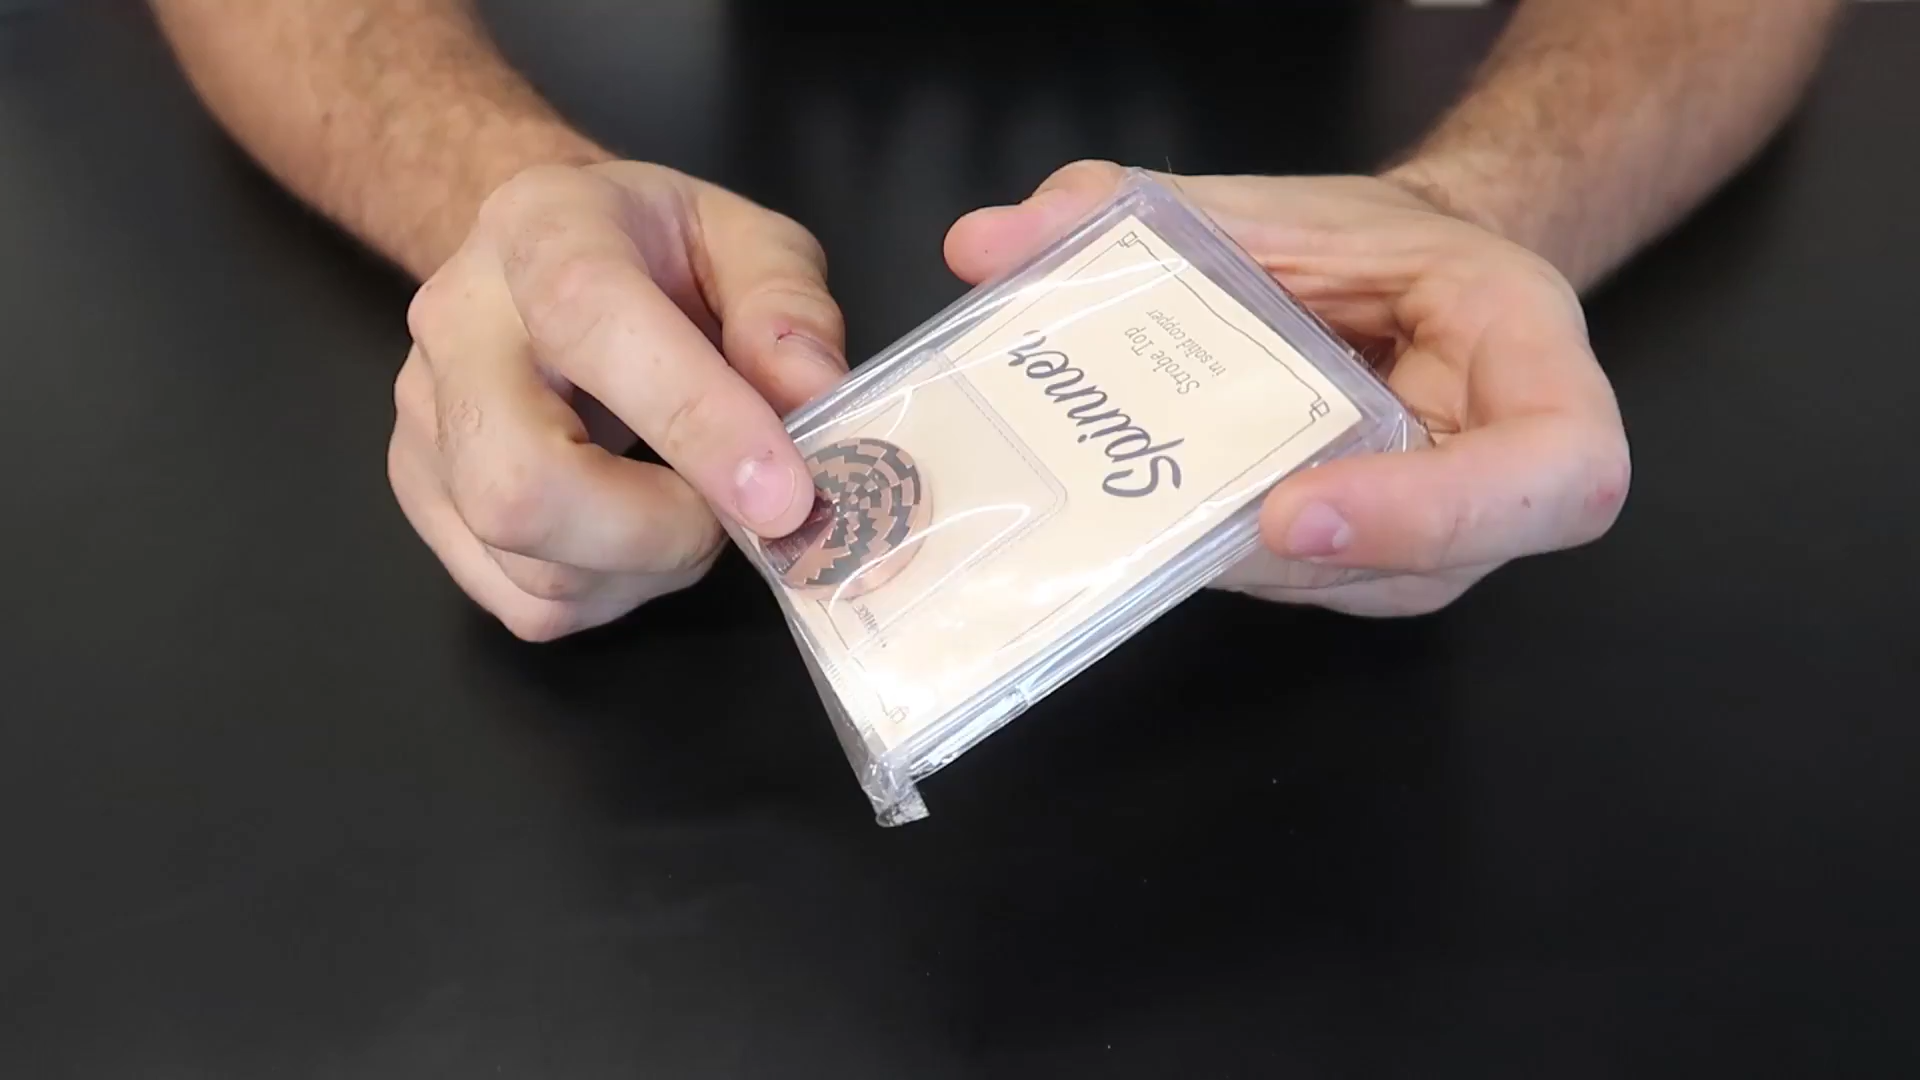 Spinner.
Strobe Top
in solid copper